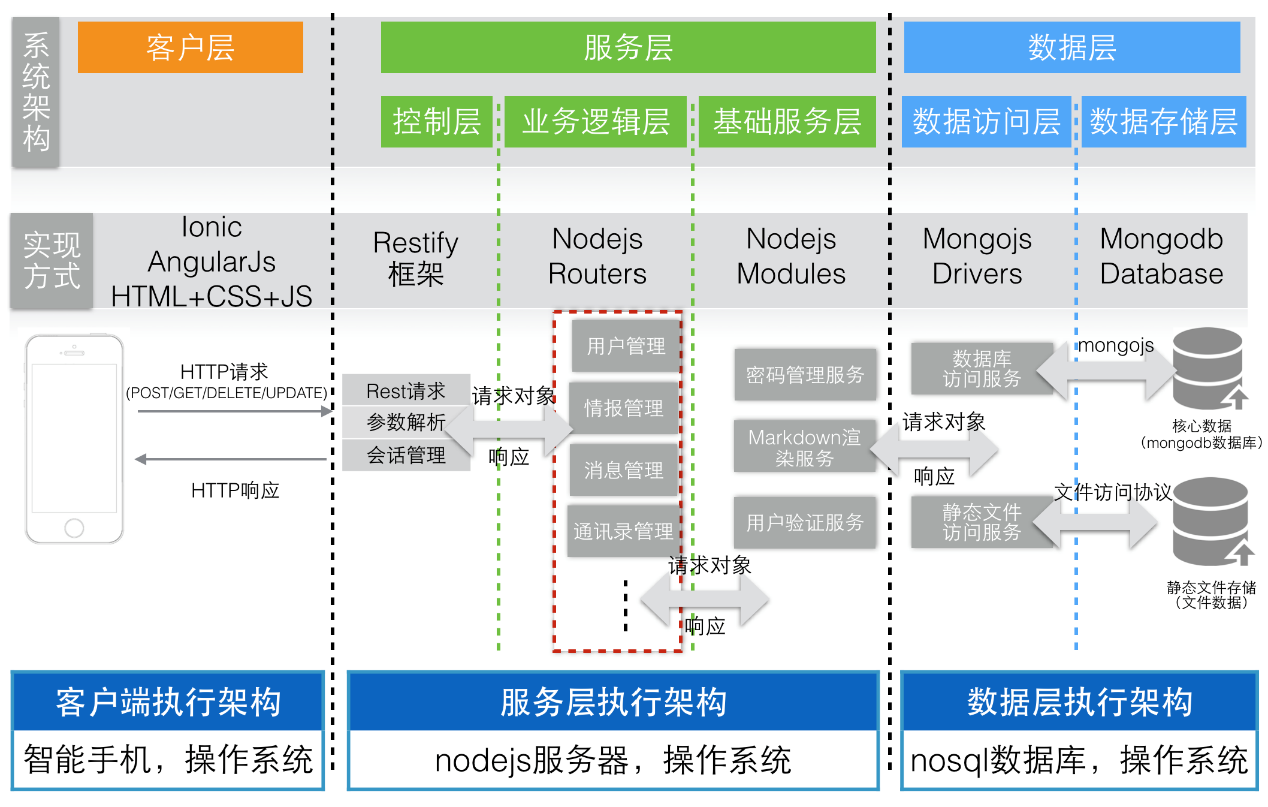 系统架构
客户层
服务层
数据层
控制层
业务逻辑层
基础服务层
数据访问层
数据存储层
实现
方式
Ionic
AngularJs
HTML+CSS+JS
Restify
框架
Nodejs
Routers
Nodejs
Modules
Mongojs
Drivers
Mongodb
Database
HTTP请求
(POST/GET/DELETE/UPDATE)
HTTP响应
Rest请求
参数解析
会话管理
请求对象
响应
用户管理
情报管理
消息管理
通讯录管理
请求对象
响应
密码管理服务
Markdown渲
染服务
用户验证服务
请求对象
响应
数据库
访问服务
静态文件
访问服务
mongojs
核心数据
（mongodb数据库）
文件访问协议
静态文件存储
（文件数据）
客户端执行架构
智能手机，操作系统
服务层执行架构
nodejs服务器，操作系统
数据层执行架构
nosql数据库，操作系统